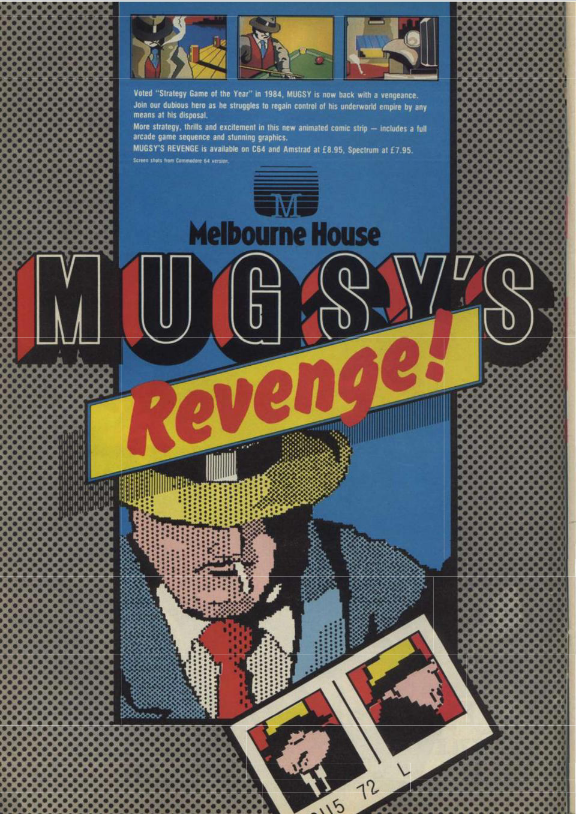 Voted "Strategy Game of the Year" in 1984, MUGSY is now back with a vengeance.
Join our dubious hero as he struggles to regain control of his underworld empire by any
means at his disposal.
More strategy, thrills and excitement in this new animated comic strip — includes a full
arcade game sequence and stunning graphics.
MUGSY'S REVENGE is available on C64 and Amstrad at £8.95, Spectrum at £7.95.
Screen shots from Commodore 64 version.
M
Melbourne House
MUGSY'S
Revenge!
72 L